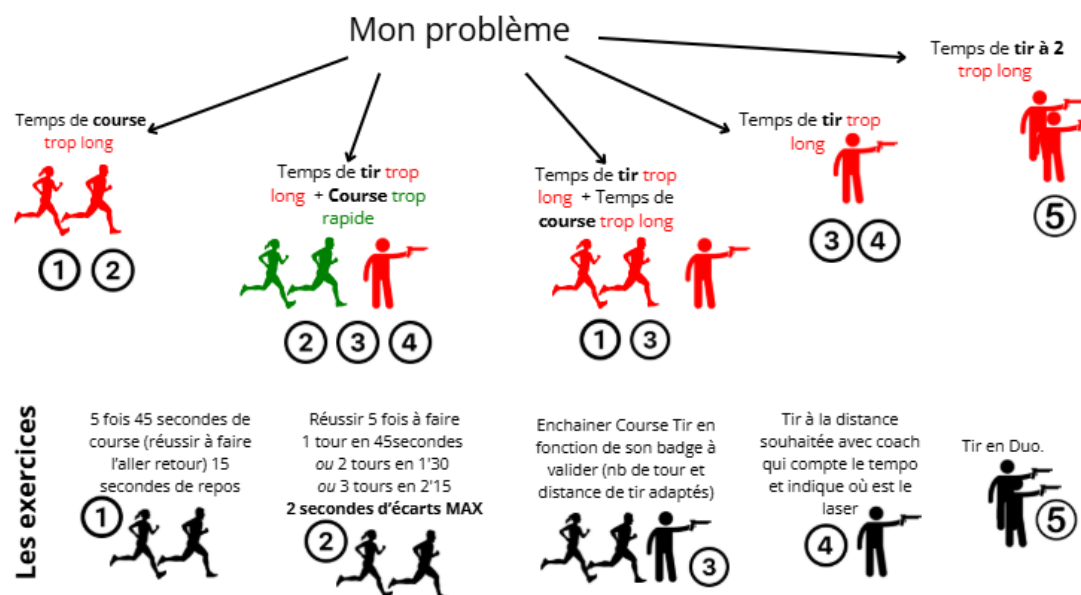 Mon problème
Temps de course
trop long
① ②
Temps de tir trop
long + Course trop
rapide
② ③ ④
Temps de tir trop
long + Temps de
course trop long
① ③
Temps de tir trop
long
③ ④
Temps de tir à 2
trop long
⑤
Les exercices
5 fois 45 secondes de
course (réussir à faire
l'aller retour) 15
secondes de repos
①
Réussir 5 fois à faire
1 tour en 45secondes
ou 2 tours en 1'30
ou 3 tours en 2'15
2 secondes d'écarts MAX
②
Enchainer Course Tir en
fonction de son badge à
valider (nb de tour et
distance de tir adaptés)
③
Tir à la distance
souhaitée avec coach
qui compte le tempo
et indique où est le
laser
④
Tir en Duo.
⑤